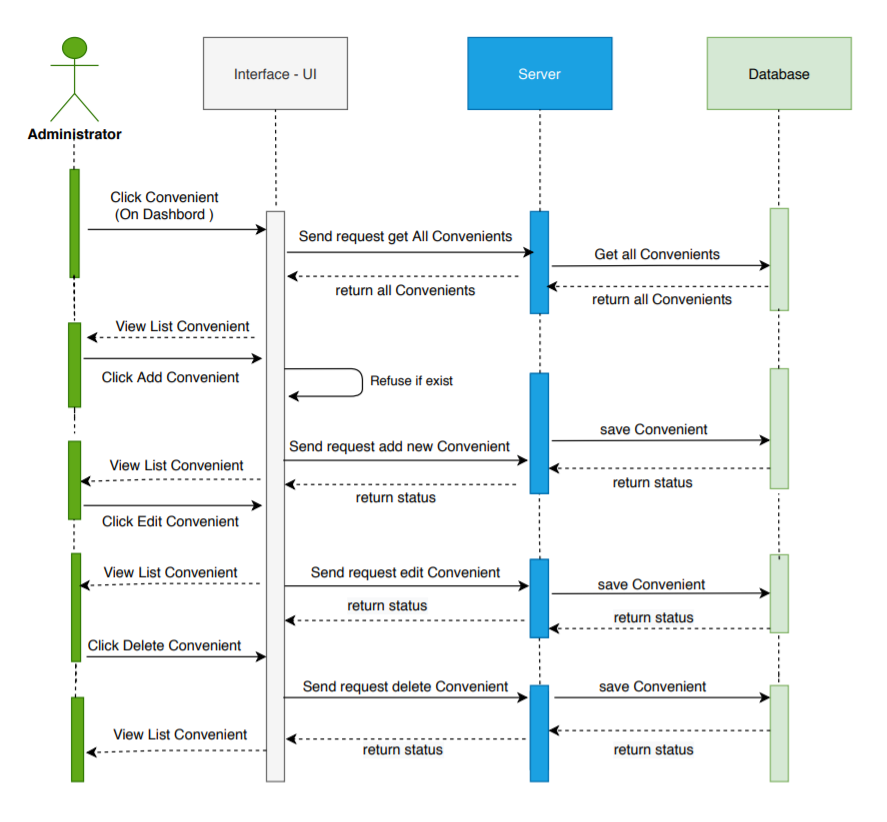 Interface - UI
Server
Database
Administrator
Click Convenient
(On Dashbord )
Send request get All Convenients
Get all Convenients
return all Convenients
return all Convenients
View List Convenient
Click Add Convenient
Refuse if exist
save Convenient
Send request add new Convenient
View List Convenient
return status
return status
Click Edit Convenient
View List Convenient
Send request edit Convenient
save Convenient
return status
return status
Click Delete Convenient
Send request delete Convenient
save Convenient
View List Convenient
return status
return status